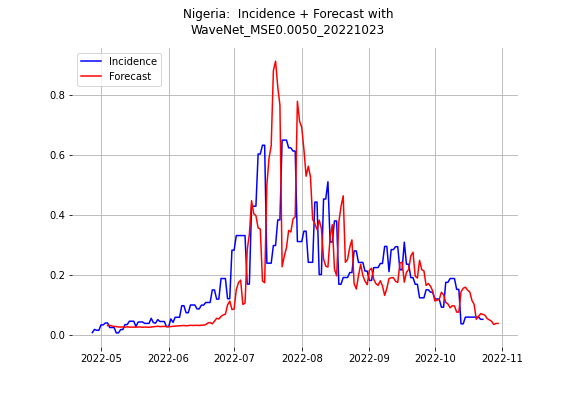 Nigeria:  Incidence + Forecast with
WaveNet_MSE0.0050_20221023
Incidence
Forecast
0.8
0.6
0.4
0.2
0.0
2022-05 2022-06 2022-07 2022-08 2022-09 2022-10 2022-11